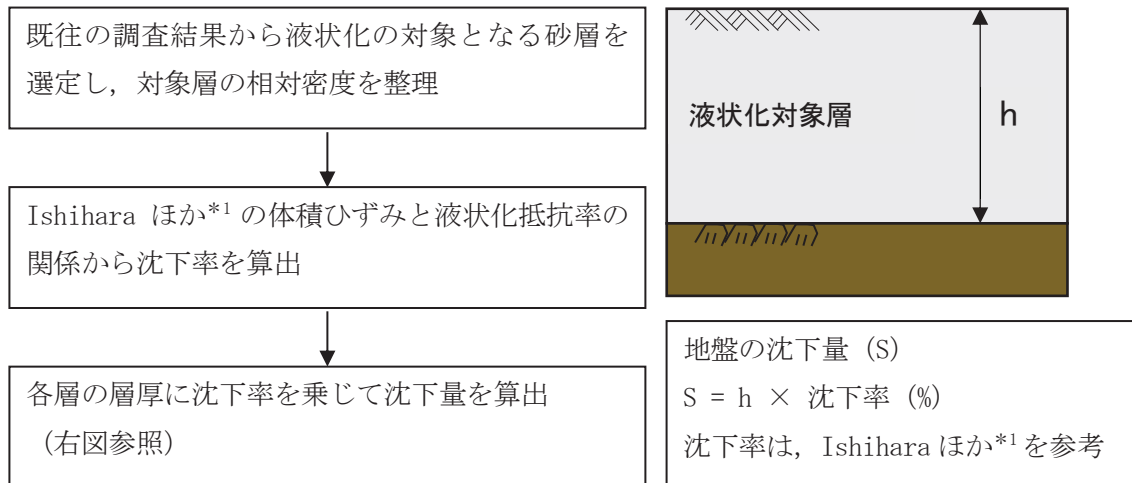 既往の調査結果から液状化の対象となる砂層を
選定し，対象層の相対密度を整理
Ishihara ほか*1 の体積ひずみと液状化抵抗率の
関係から沈下率を算出
各層の層厚に沈下率を乗じて沈下量を算出
（右図参照）
液状化対象層
h
地盤の沈下量 (S)
S = h × 沈下率 (%)
沈下率は，Ishihara ほか*1 を参考